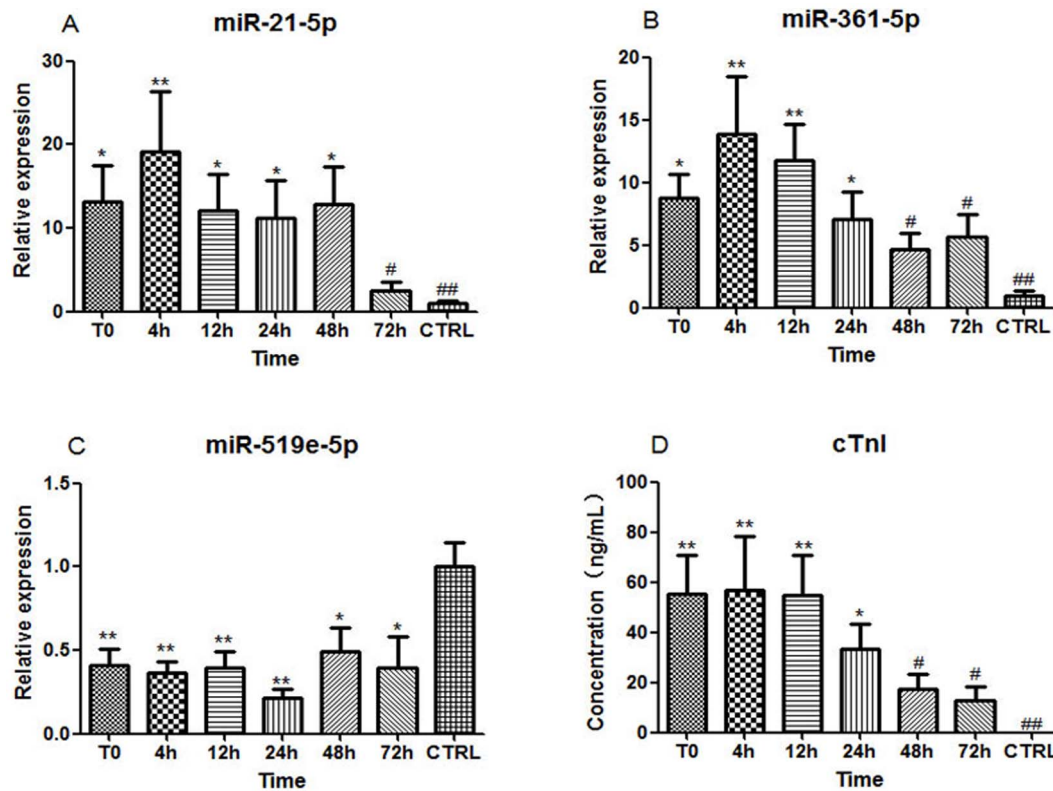 A
miR-21-5p
Relative expression
30
20
10
0
*
**
*
*
*
#
##
T0 4h 12h 24h 48h 72h CTRL
Time
B
miR-361-5p
Relative expression
20
15
10
5
0
*
**
**
*
#
#
##
T0 4h 12h 24h 48h 72h CTRL
Time
C
miR-519e-5p
Relative expression
1.5
1.0
0.5
0.0
**
**
**
**
*
*
T0 4h 12h 24h 48h 72h CTRL
Time
D
cTnI
Concentration (ng/mL)
100
80
60
40
20
0
**
**
**
*
#
#
##
T0 4h 12h 24h 48h 72h CTRL
Time